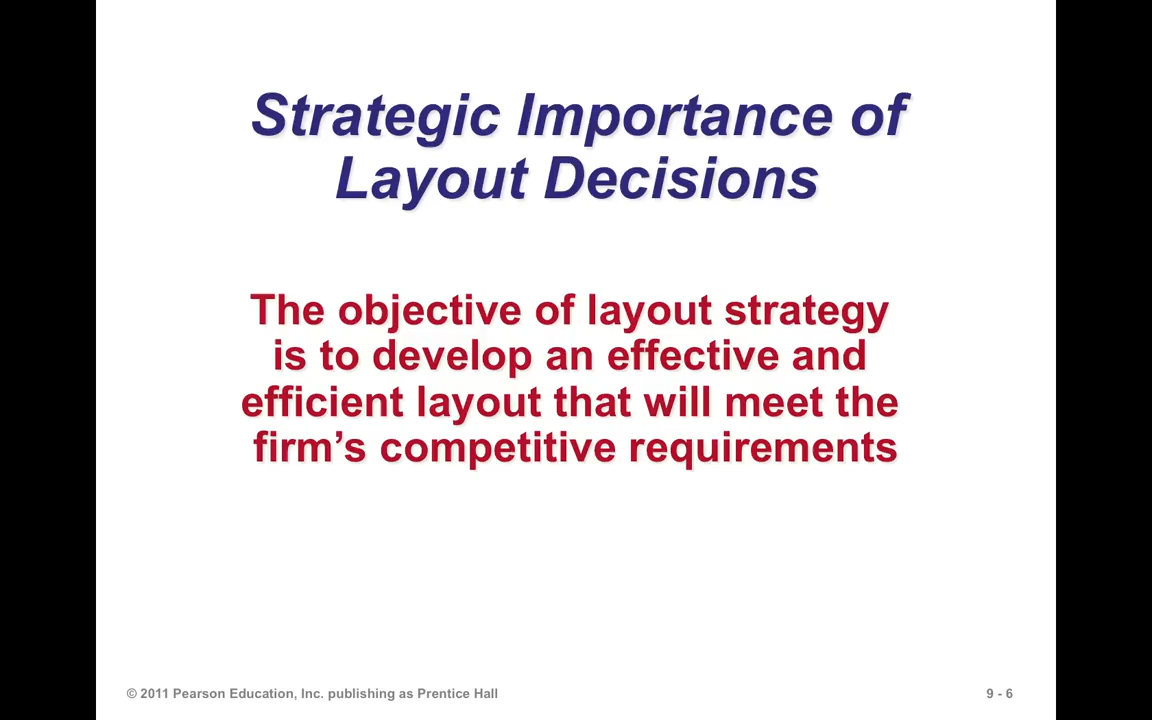 Strategic Importance of
Layout Decisions
The objective of layout strategy
is to develop an effective and
efficient layout that will meet the
firm’s competitive requirements
© 2011 Pearson Education, Inc. publishing as Prentice Hall
9 - 6